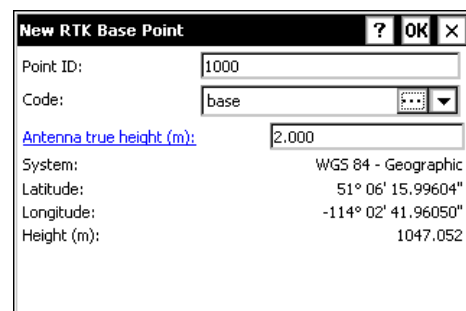 New RTK Base Point ? OK ×
Point ID: 1000
Code: base ...
Antenna true height (m): 2.000
System: WGS 84 - Geographic
Latitude: 51° 06' 15.99604"
Longitude: -114° 02' 41.96050"
Height (m): 1047.052